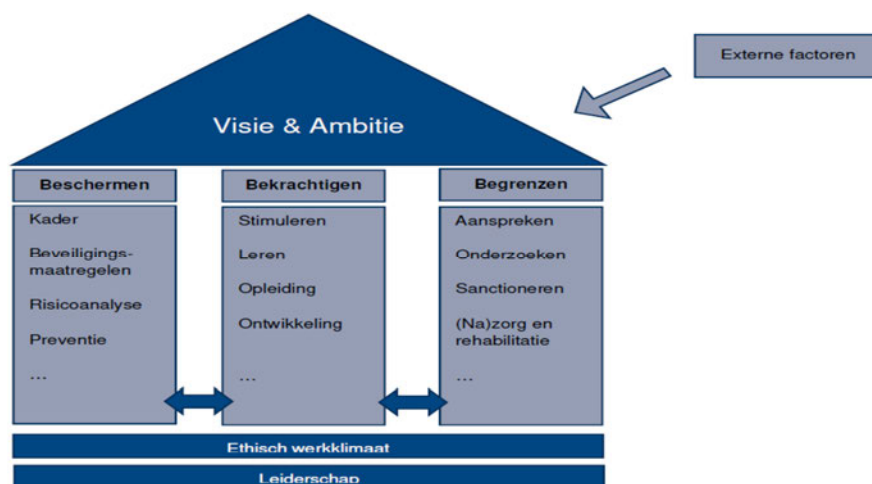 Externe factoren
Visie & Ambitie
Beschermen
Kader
Beveiligings-
maatregelen
Risicoanalyse
Preventie
...
Bekrachtigen
Stimuleren
Leren
Opleiding
Ontwikkeling
...
Begrenzen
Aanspreken
Onderzoeken
Sanctioneren
(Na)zorg en
rehabilitatie
...
Ethisch werkklimaat
Leiderschap